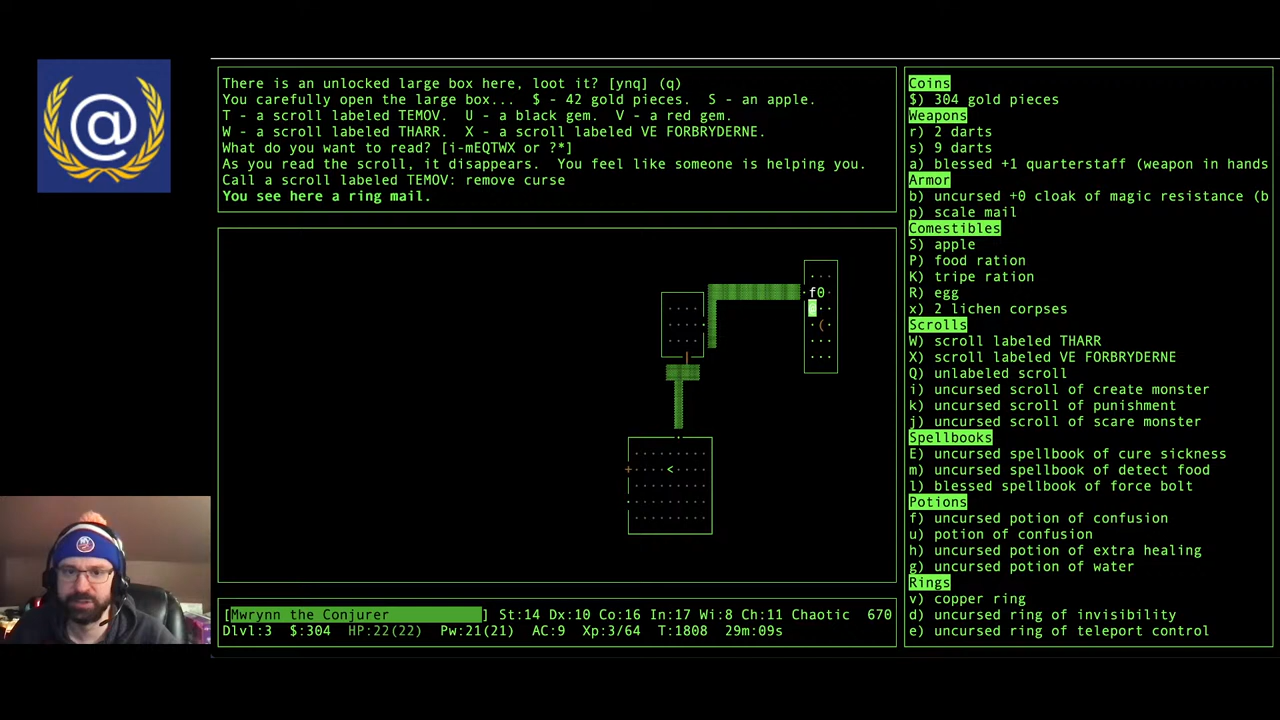 There is an unlocked large box here, loot it? [ynq] (q)
You carefully open the large box...  $ - 42 gold pieces.  S - an apple.
T - a scroll labeled TEMOV.  U - a black gem.  V - a red gem.
W - a scroll labeled THARR.  X - a scroll labeled VE FORBRYDERNE.
What do you want to read? [i-mEQTWX or ?*]
As you read the scroll, it disappears.  You feel like someone is helping you.
Call a scroll labeled TEMOV: remove curse
You see here a ring mail.
@
f0
(
|
+
<
[Mwrynn the Conjurer] St:14 Dx:10 Co:16 In:17 Wi:8 Ch:11 Chaotic 670
Dlvl:3 $:304 HP:22(22) Pw:21(21) AC:9 Xp:3/64 T:1808 29m:09s
Coins
$) 304 gold pieces
Weapons
r) 2 darts
s) 9 darts
a) blessed +1 quarterstaff (weapon in hands
Armor
b) uncursed +0 cloak of magic resistance (b
p) scale mail
Comestibles
S) apple
P) food ration
K) tripe ration
R) egg
x) 2 lichen corpses
Scrolls
W) scroll labeled THARR
X) scroll labeled VE FORBRYDERNE
Q) unlabeled scroll
i) uncursed scroll of create monster
k) uncursed scroll of punishment
j) uncursed scroll of scare monster
Spellbooks
E) uncursed spellbook of cure sickness
m) uncursed spellbook of detect food
l) blessed spellbook of force bolt
Potions
f) uncursed potion of confusion
u) potion of confusion
h) uncursed potion of extra healing
g) uncursed potion of water
Rings
v) copper ring
d) uncursed ring of invisibility
e) uncursed ring of teleport control